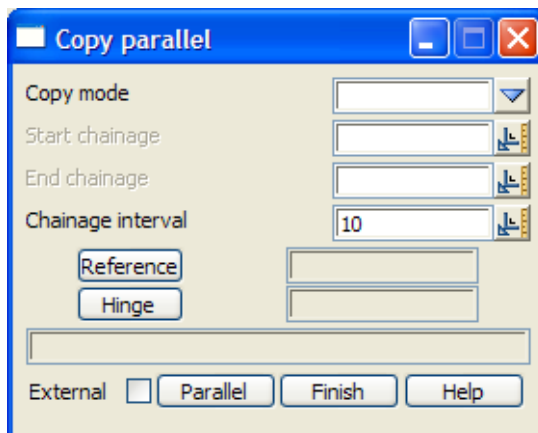 Copy parallel
Copy mode
Start chainage
End chainage
Chainage interval 10
Reference
Hinge
External Parallel Finish Help